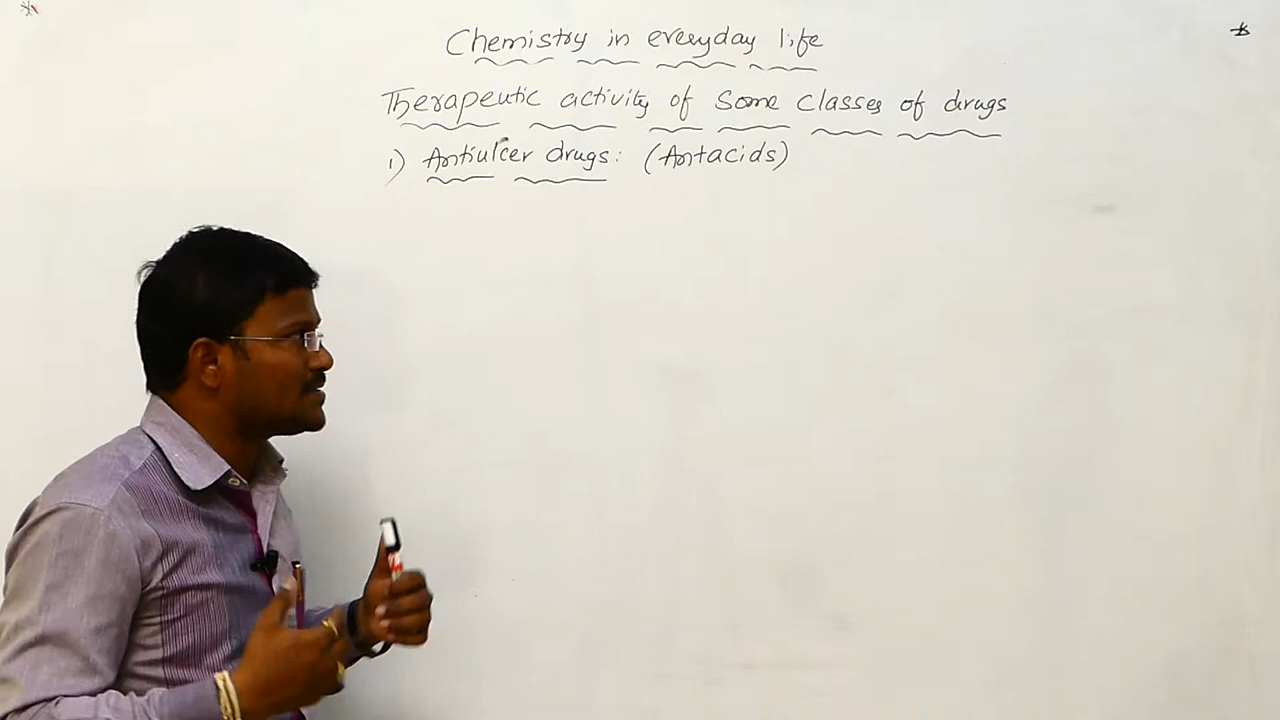 Chemistry in everyday life
Therapeutic activity of Some Classes of drugs
1) Antiulcer drugs: (Antacids)